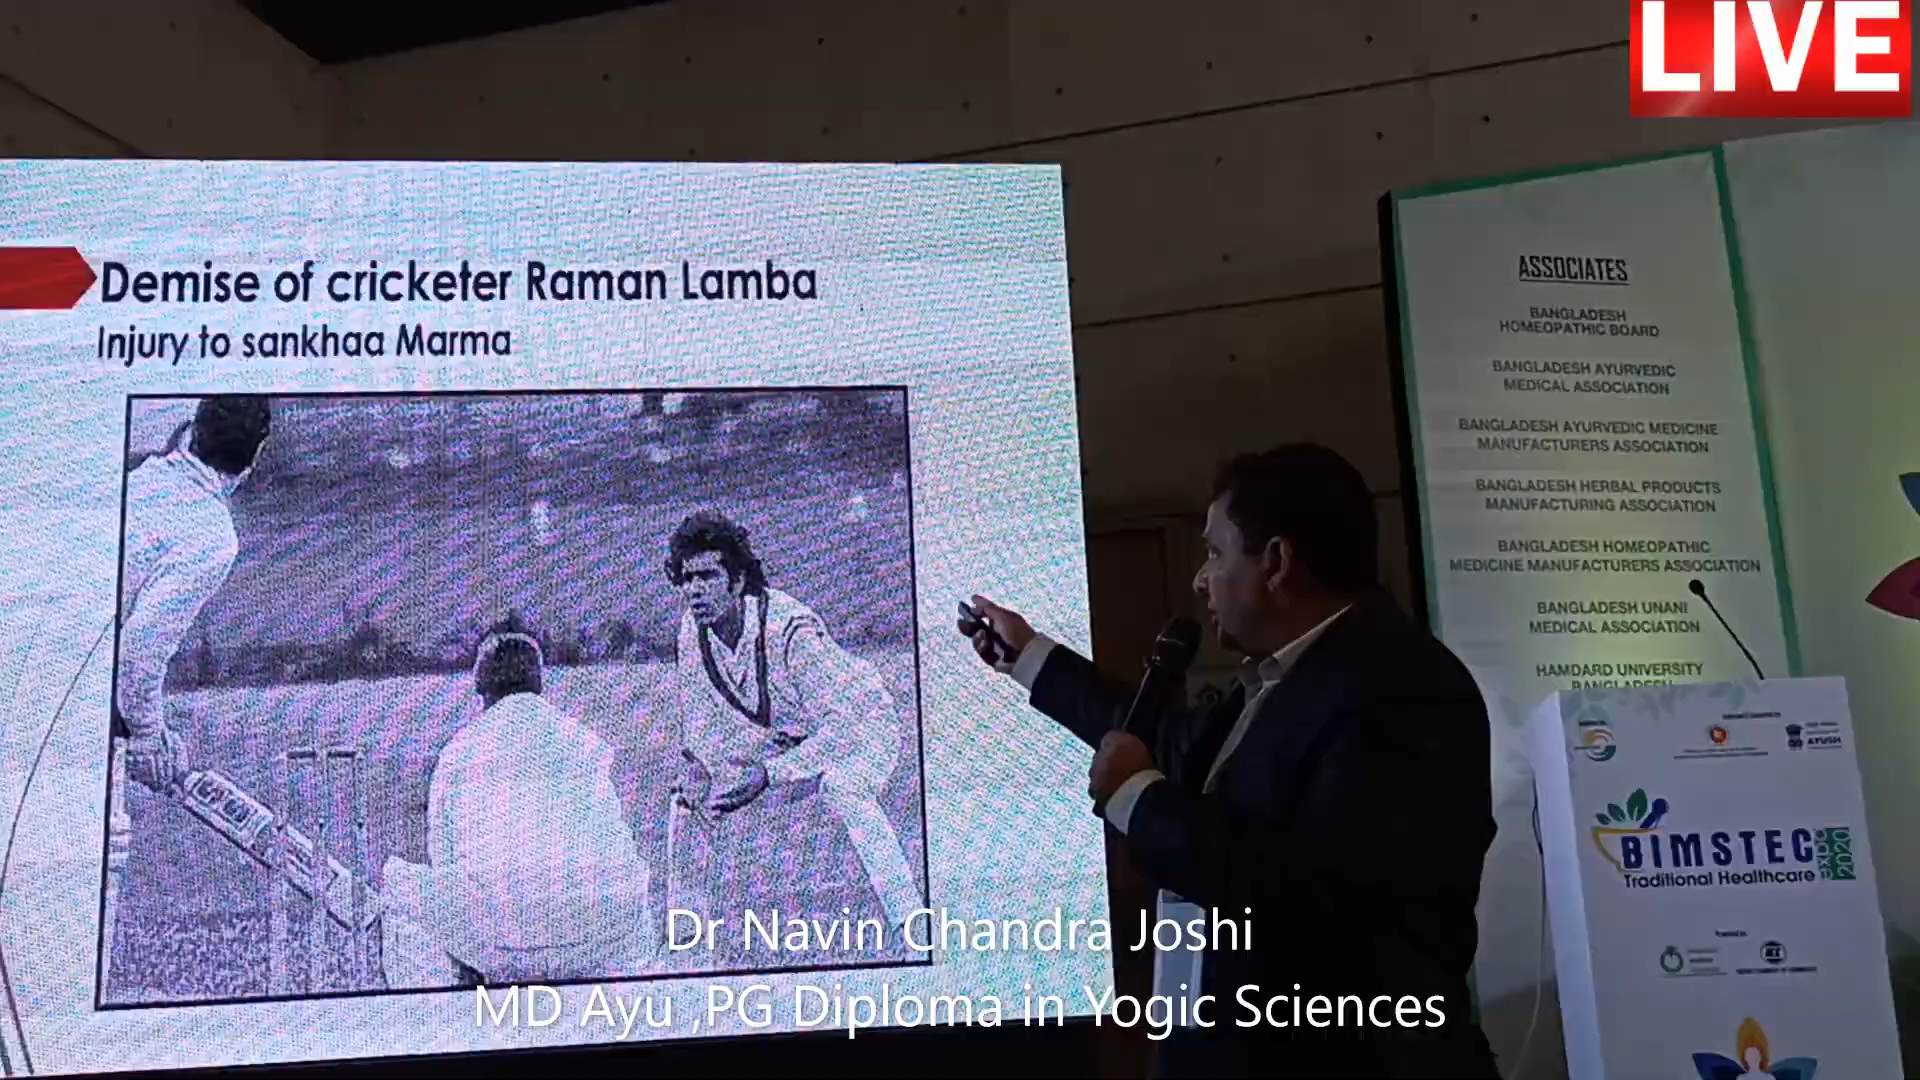 LIVE
Demise of cricketer Raman Lamba
Injury to sankhaa Marma
ASSOCIATES
BANGLADESH
HOMEOPATHIC BOARD
BANGLADESH AYURVEDIC
MEDICAL ASSOCIATION
BANGLADESH AYURVEDIC MEDICINE
MANUFACTURERS ASSOCIATION
BANGLADESH HERBAL PRODUCTS
MANUFACTURING ASSOCIATION
BANGLADESH HOMEOPATHIC
MEDICINE MANUFACTURERS ASSOCIATION
BANGLADESH UNANI
MEDICAL ASSOCIATION
HAMDARD UNIVERSITY
BANGLADESH
AYUSH
BIMSTEC
expo 2020
Traditional Healthcare
Dr Navin Chandra Joshi
MD Ayu ,PG Diploma in Yogic Sciences